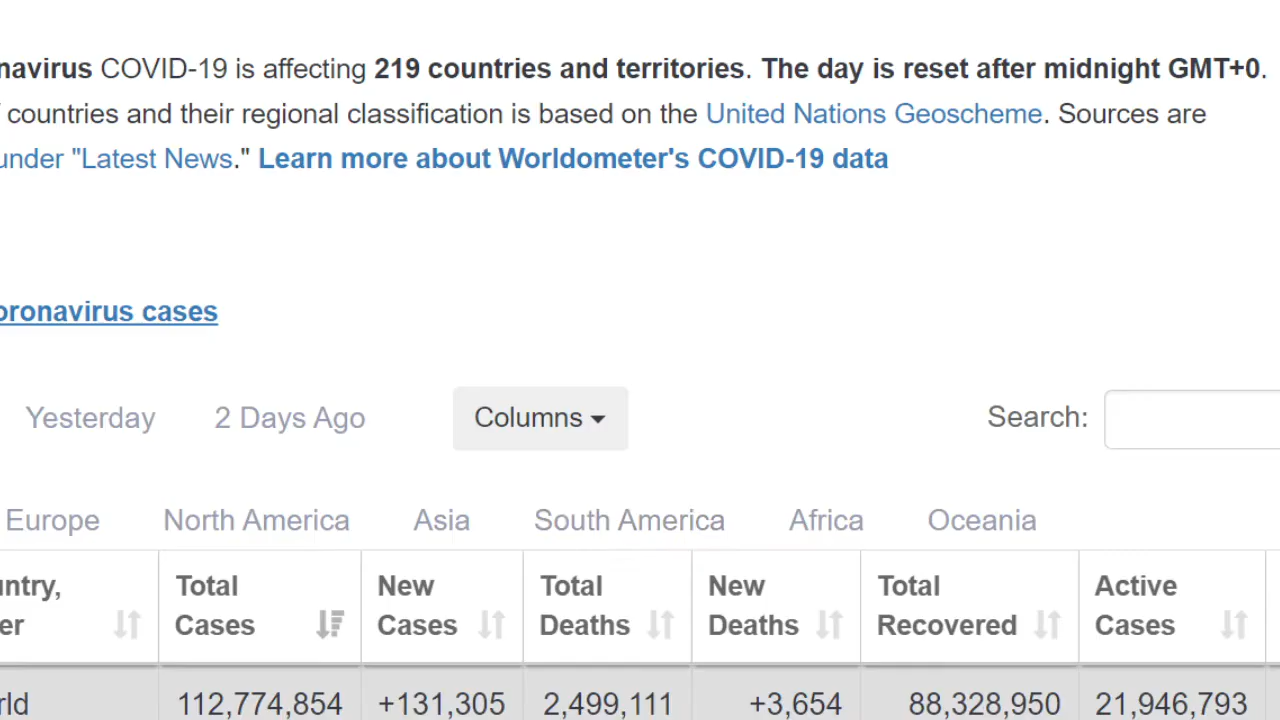 navirus COVID-19 is affecting 219 countries and territories. The day is reset after midnight GMT+0.
countries and their regional classification is based on the United Nations Geoscheme. Sources are
under "Latest News." Learn more about Worldometer's COVID-19 data
oronavirus cases
Yesterday 2 Days Ago Columns Search:
Europe North America Asia South America Africa Oceania
untry, Total New Total New Total Active
er Cases Cases Deaths Deaths Recovered Cases
rld 112,774,854 +131,305 2,499,111 +3,654 88,328,950 21,946,793